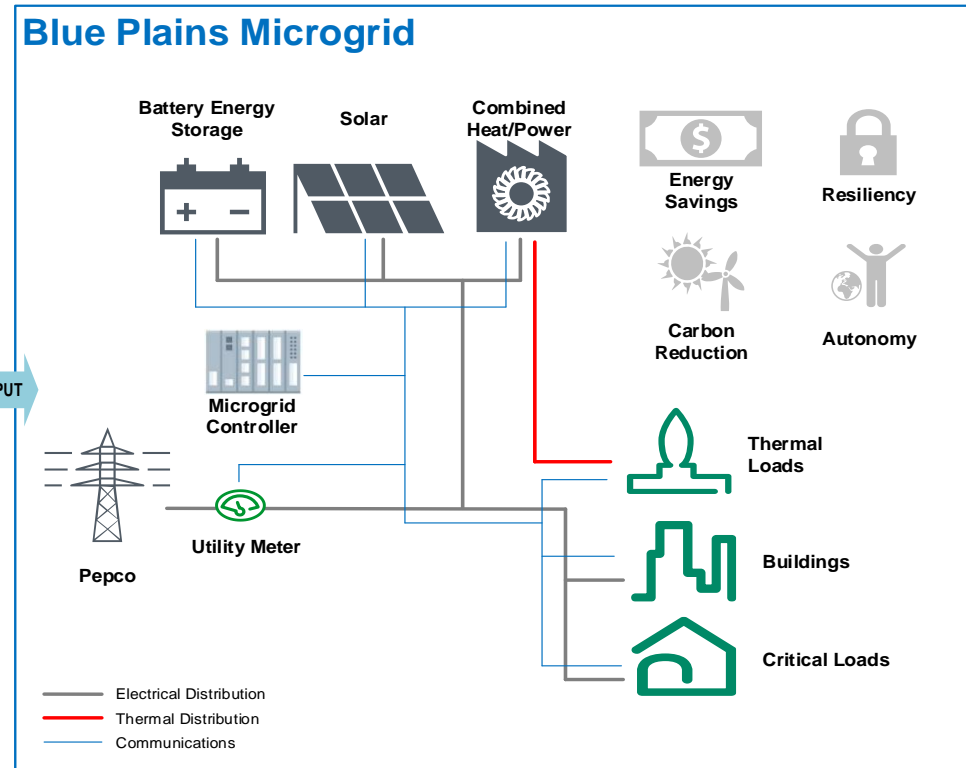 Blue Plains Microgrid
Battery Energy
Storage
Solar
Combined
Heat/Power
$
Energy
Savings
Resiliency
+ −
Carbon
Reduction
Autonomy
PUT
Microgrid
Controller
Thermal
Loads
Utility Meter
Pepco
Buildings
Critical Loads
Electrical Distribution
Thermal Distribution
Communications